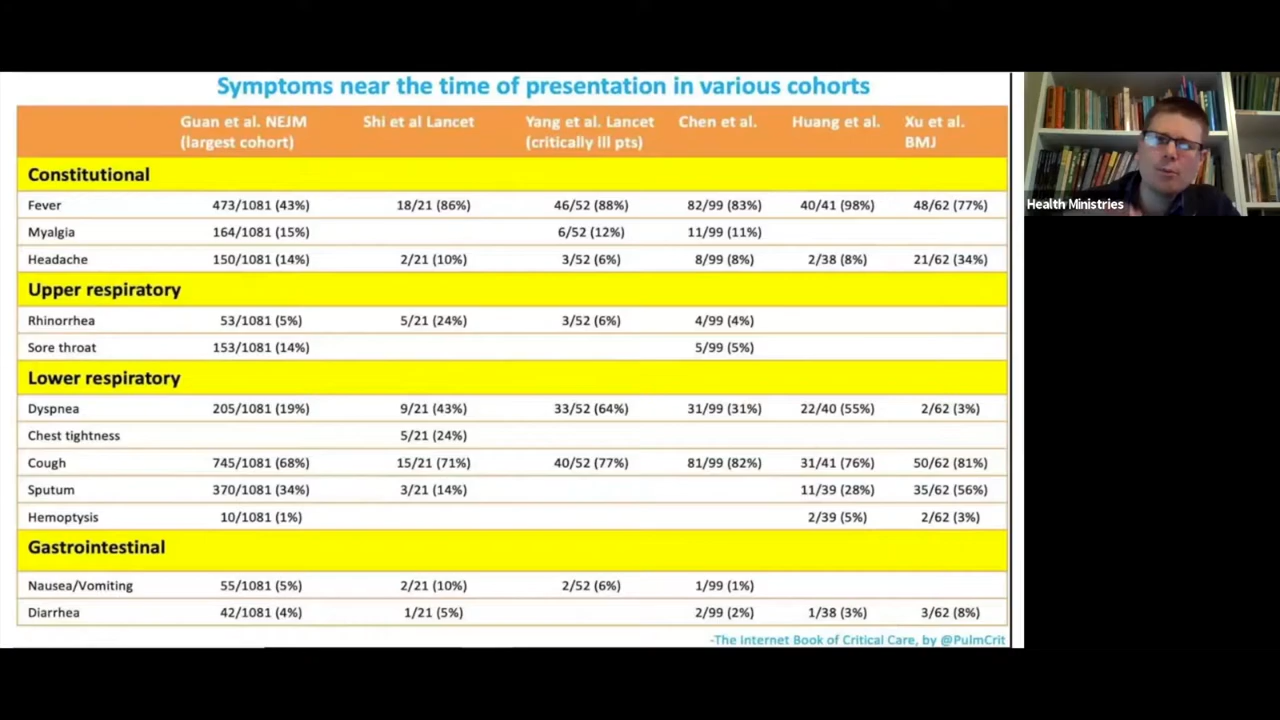 Symptoms near the time of presentation in various cohorts
Guan et al. NEJM (largest cohort) Shi et al Lancet Yang et al. Lancet (critically ill pts) Chen et al. Huang et al. Xu et al. BMJ
Constitutional
Fever 473/1081 (43%) 18/21 (86%) 46/52 (88%) 82/99 (83%) 40/41 (98%) 48/62 (77%)
Myalgia 164/1081 (15%) 6/52 (12%) 11/99 (11%)
Headache 150/1081 (14%) 2/21 (10%) 3/52 (6%) 8/99 (8%) 2/38 (8%) 21/62 (34%)
Upper respiratory
Rhinorrhea 53/1081 (5%) 5/21 (24%) 3/52 (6%) 4/99 (4%)
Sore throat 153/1081 (14%) 5/99 (5%)
Lower respiratory
Dyspnea 205/1081 (19%) 9/21 (43%) 33/52 (64%) 31/99 (31%) 22/40 (55%) 2/62 (3%)
Chest tightness 5/21 (24%)
Cough 745/1081 (68%) 15/21 (71%) 40/52 (77%) 81/99 (82%) 31/41 (76%) 50/62 (81%)
Sputum 370/1081 (34%) 3/21 (14%) 11/39 (28%) 35/62 (56%)
Hemoptysis 10/1081 (1%) 2/39 (5%) 2/62 (3%)
Gastrointestinal
Nausea/Vomiting 55/1081 (5%) 2/21 (10%) 2/52 (6%) 1/99 (1%)
Diarrhea 42/1081 (4%) 1/21 (5%) 2/99 (2%) 1/38 (3%) 3/62 (8%)
-The Internet Book of Critical Care, by @PulmCrit
Health Ministries